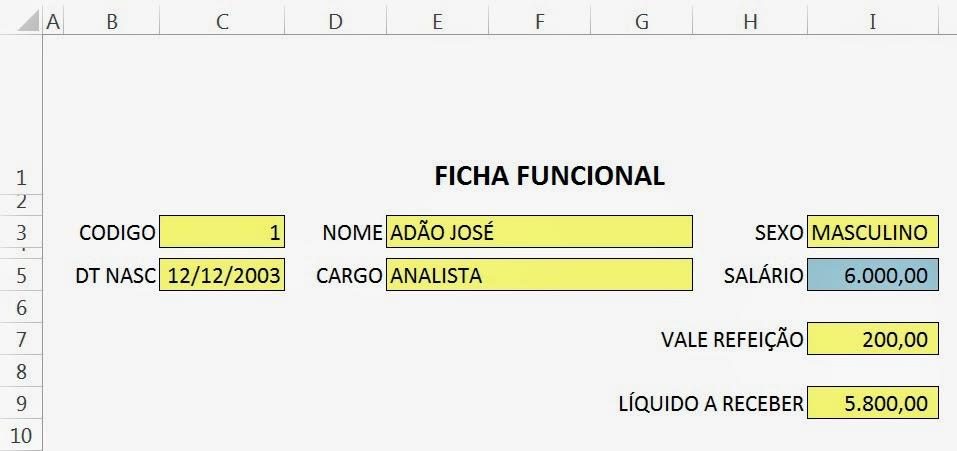 A B C D E F G H I
1 FICHA FUNCIONAL
2
3 CODIGO 1 NOME ADÃO JOSÉ SEXO MASCULINO
5 DT NASC 12/12/2003 CARGO ANALISTA SALÁRIO 6.000,00
6
7 VALE REFEIÇÃO 200,00
8
9 LÍQUIDO A RECEBER 5.800,00
10